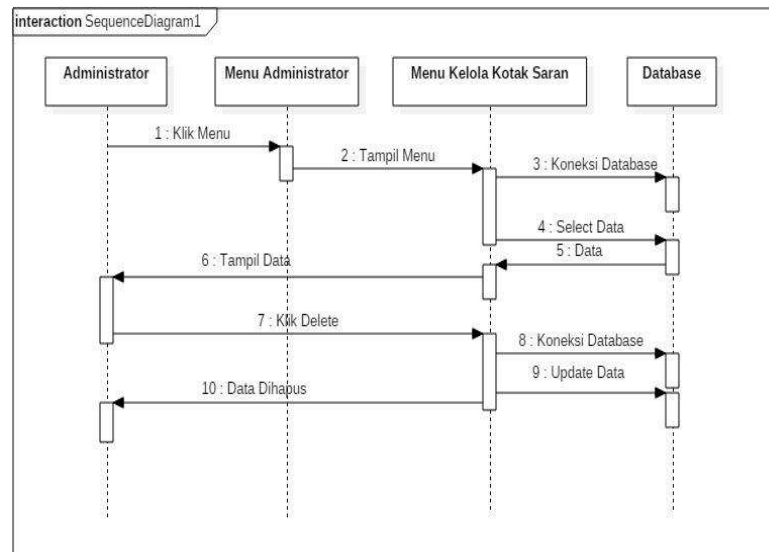 interaction SequenceDiagram1
Administrator
Menu Administrator
Menu Kelola Kotak Saran
Database
1 : Klik Menu
2 : Tampil Menu
3 : Koneksi Database
4 : Select Data
5 : Data
6 : Tampil Data
7 : Klik Delete
8 : Koneksi Database
9 : Update Data
10 : Data Dihapus